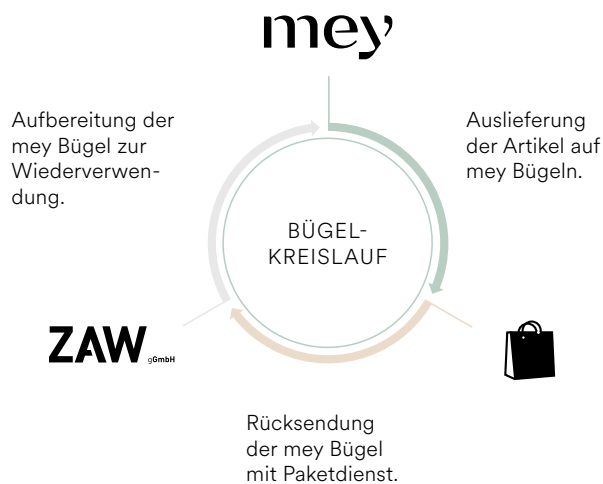 mey
Aufbereitung der
mey Bügel zur
Wiederverwen-
dung.
Auslieferung
der Artikel auf
mey Bügeln.
BÜGEL-
KREISLAUF
ZAW gGmbH
Rücksendung
der mey Bügel
mit Paketdienst.